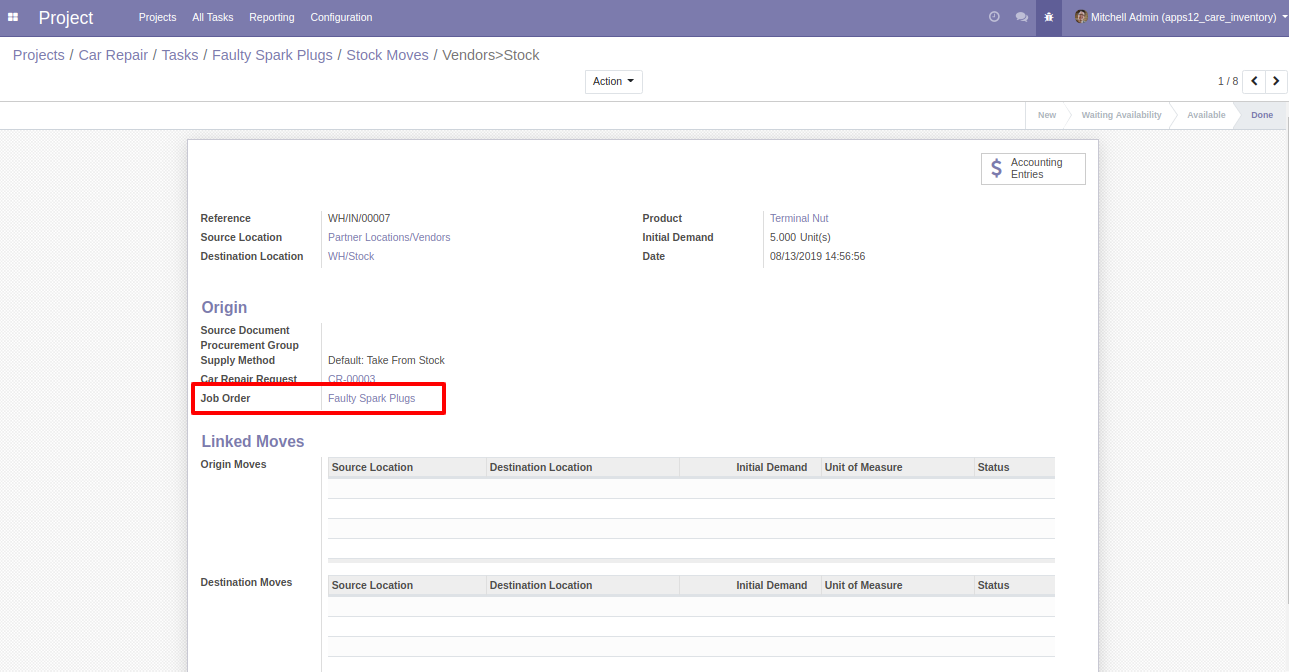 Project Projects All Tasks Reporting Configuration Mitchell Admin (apps12_care_inventory)
Projects / Car Repair / Tasks / Faulty Spark Plugs / Stock Moves / Vendors>Stock
Action 1 / 8
New Waiting Availability Available Done
$ Accounting
Entries
Reference WH/IN/00007 Product Terminal Nut
Source Location Partner Locations/Vendors Initial Demand 5.000 Unit(s)
Destination Location WH/Stock Date 08/13/2019 14:56:56
Origin
Source Document
Procurement Group
Supply Method Default: Take From Stock
Car Repair Request CR-00003
Job Order Faulty Spark Plugs
Linked Moves
Origin Moves Source Location Destination Location Initial Demand Unit of Measure Status
Destination Moves Source Location Destination Location Initial Demand Unit of Measure Status